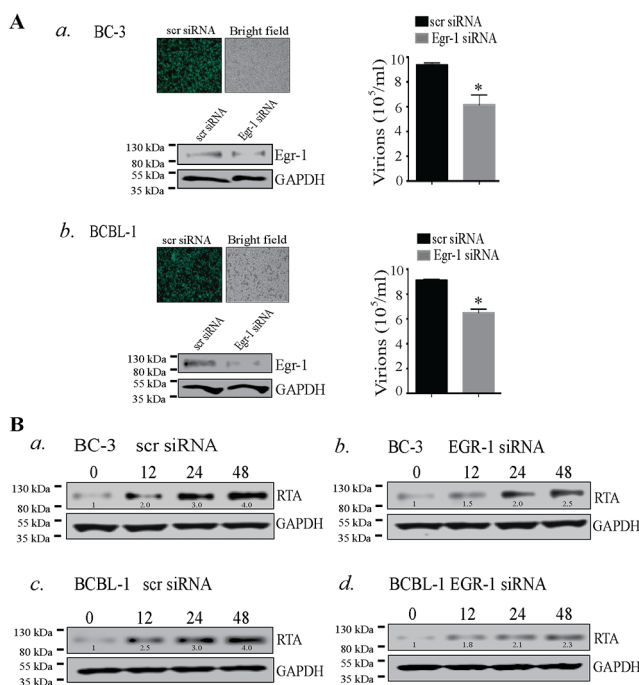 A
a. BC-3
scr siRNA Bright field
scr siRNA
Egr-1 siRNA
130 kDa
80 kDa
Egr-1
55 kDa
35 kDa
GAPDH
scr siRNA
Egr-1 siRNA
Virions (10^5/ml)
10
8
6
4
2
0
*
b. BCBL-1
scr siRNA Bright field
scr siRNA
Egr-1 siRNA
130 kDa
80 kDa
Egr-1
55 kDa
35 kDa
GAPDH
scr siRNA
Egr-1 siRNA
Virions (10^5/ml)
10
8
6
4
2
0
*
B
a. BC-3 scr siRNA
0 12 24 48
130 kDa
80 kDa
RTA
1 2.0 3.0 4.0
55 kDa
35 kDa
GAPDH
b. BC-3 EGR-1 siRNA
0 12 24 48
130 kDa
80 kDa
RTA
1 1.5 2.0 2.5
55 kDa
35 kDa
GAPDH
c. BCBL-1 scr siRNA
0 12 24 48
130 kDa
80 kDa
RTA
1 2.5 3.0 4.0
55 kDa
35 kDa
GAPDH
d. BCBL-1 EGR-1 siRNA
0 12 24 48
130 kDa
80 kDa
RTA
1 1.8 2.1 2.3
55 kDa
35 kDa
GAPDH